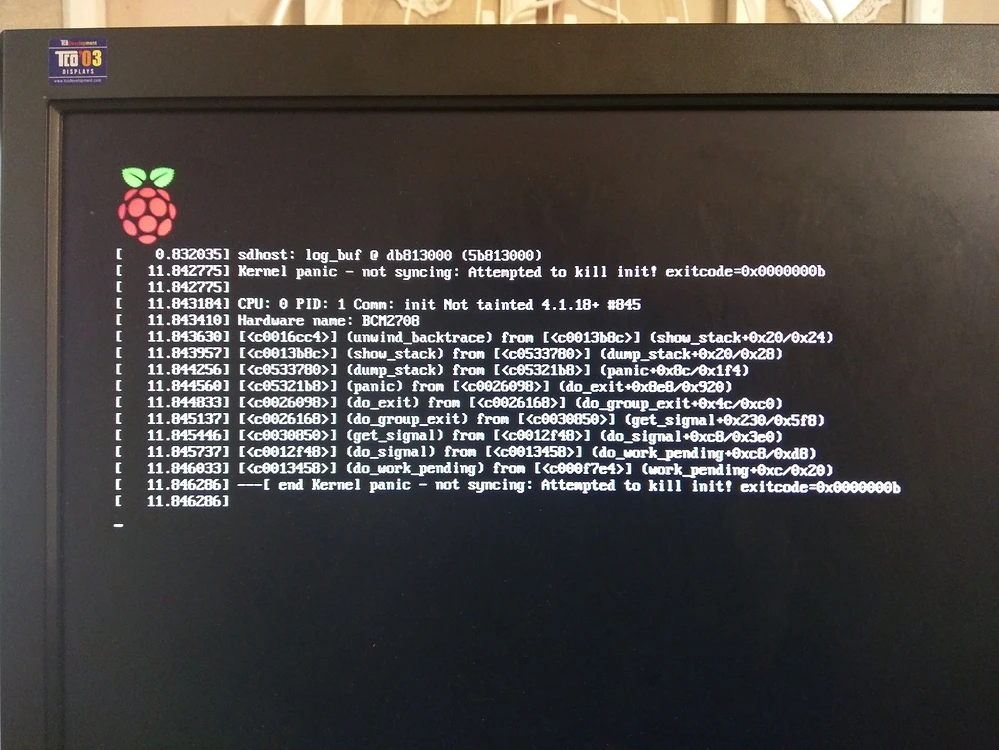 TCO Development
TCO'03
DISPLAYS
www.tcodevelopment.com
[    0.832035] sdhost: log_buf @ db813000 (5b813000)
[   11.842775] Kernel panic - not syncing: Attempted to kill init! exitcode=0x0000000b
[   11.842775]
[   11.843184] CPU: 0 PID: 1 Comm: init Not tainted 4.1.18+ #845
[   11.843410] Hardware name: BCM2708
[   11.843630] [<c0016cc4>] (unwind_backtrace) from [<c0013b8c>] (show_stack+0x20/0x24)
[   11.843957] [<c0013b8c>] (show_stack) from [<c0533780>] (dump_stack+0x20/0x28)
[   11.844256] [<c0533780>] (dump_stack) from [<c05321b8>] (panic+0x8c/0x1f4)
[   11.844560] [<c05321b8>] (panic) from [<c0026098>] (do_exit+0x8e8/0x920)
[   11.844833] [<c0026098>] (do_exit) from [<c0026168>] (do_group_exit+0x4c/0xc0)
[   11.845137] [<c0026168>] (do_group_exit) from [<c0030850>] (get_signal+0x230/0x5f8)
[   11.845446] [<c0030850>] (get_signal) from [<c0012f48>] (do_signal+0xc8/0x3e0)
[   11.845737] [<c0012f48>] (do_signal) from [<c0013458>] (do_work_pending+0xc8/0xd8)
[   11.846033] [<c0013458>] (do_work_pending) from [<c000f7e4>] (work_pending+0xc/0x20)
[   11.846286] ---[ end Kernel panic - not syncing: Attempted to kill init! exitcode=0x0000000b
[   11.846286]